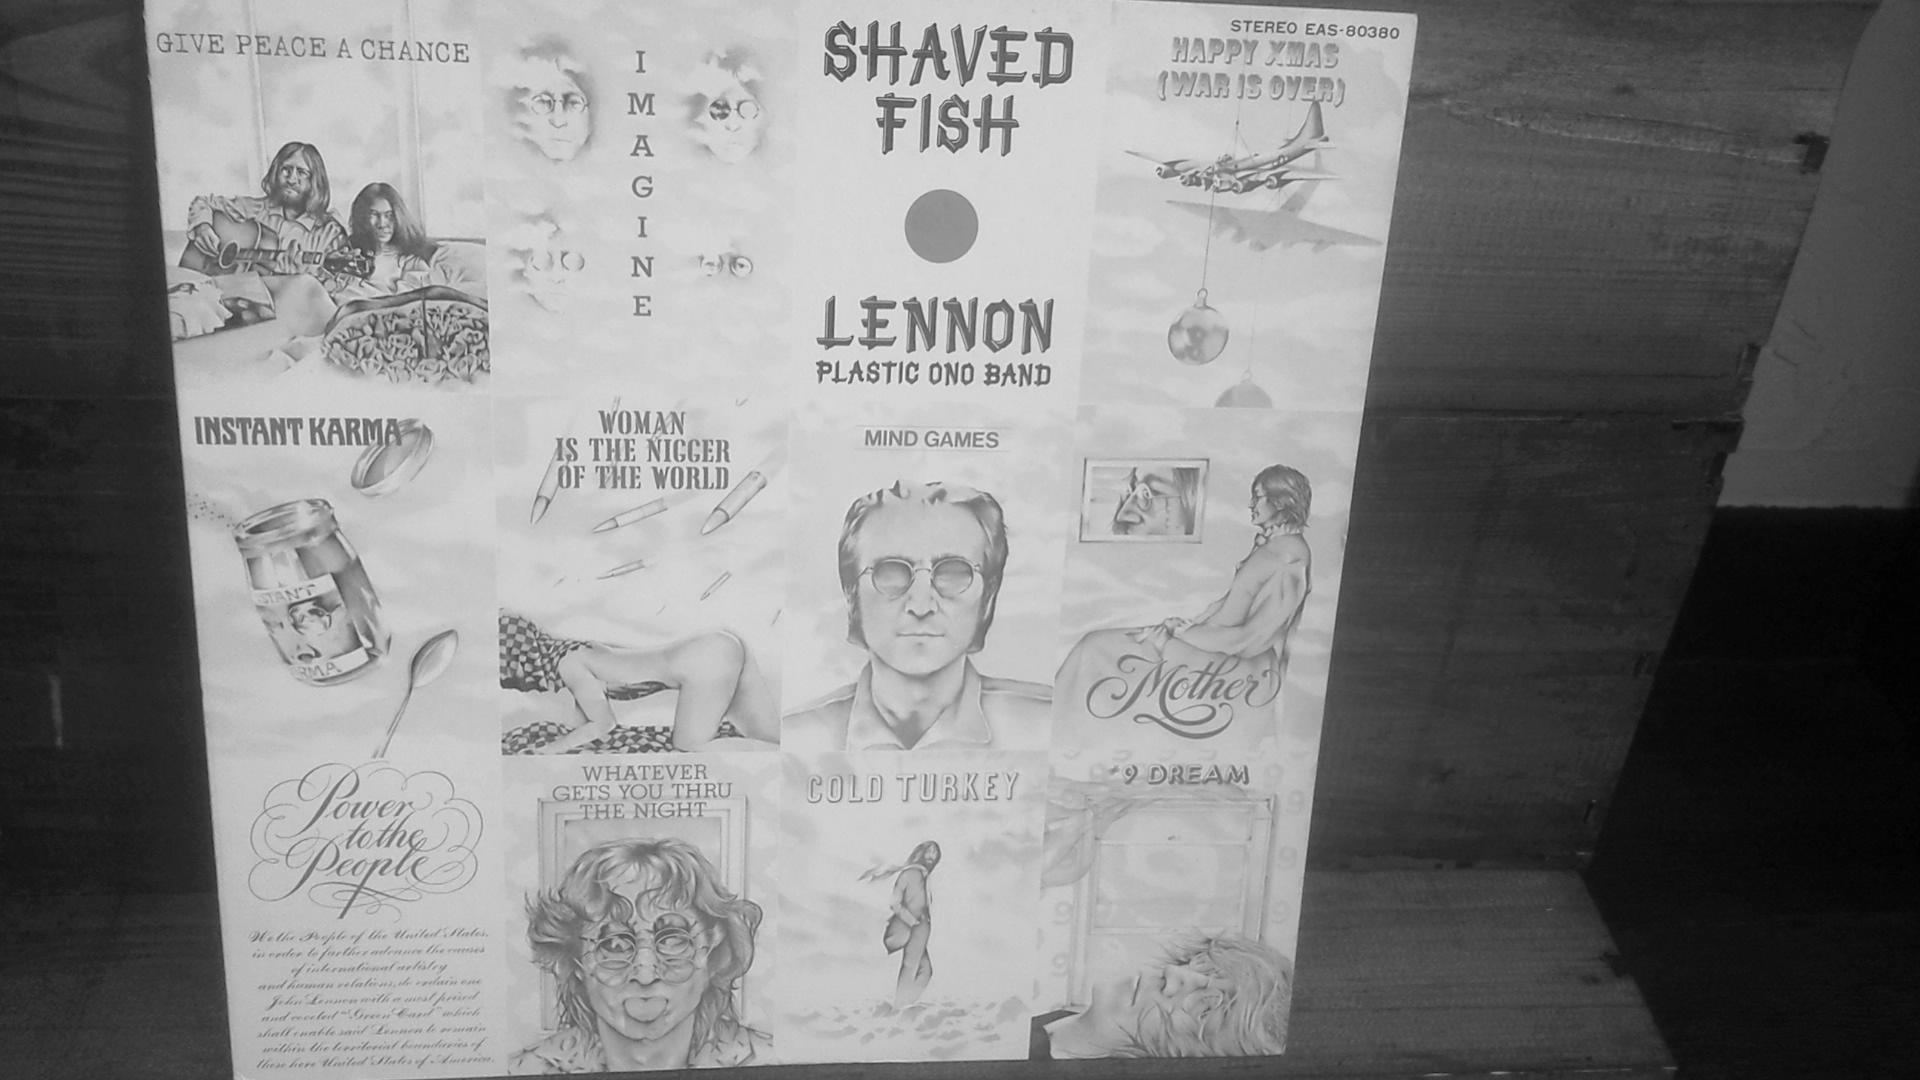 STEREO EAS-80380
GIVE PEACE A CHANCE
IMAGINE
SHAVED
FISH
LENNON
PLASTIC ONO BAND
HAPPY XMAS
(WAR IS OVER)
INSTANT KARMA
WOMAN
IS THE NIGGER
OF THE WORLD
MIND GAMES
Mother
Power
to the
People
We the People of the United States,
in order to further advance the causes
of international artistry
and human relations, do ordain one
John Lennon with a most prized
and coveted "Green Card" which
shall enable said Lennon to remain
within the territorial boundaries of
these here United States of America.
WHATEVER
GETS YOU THRU
THE NIGHT
COLD TURKEY
#9 DREAM